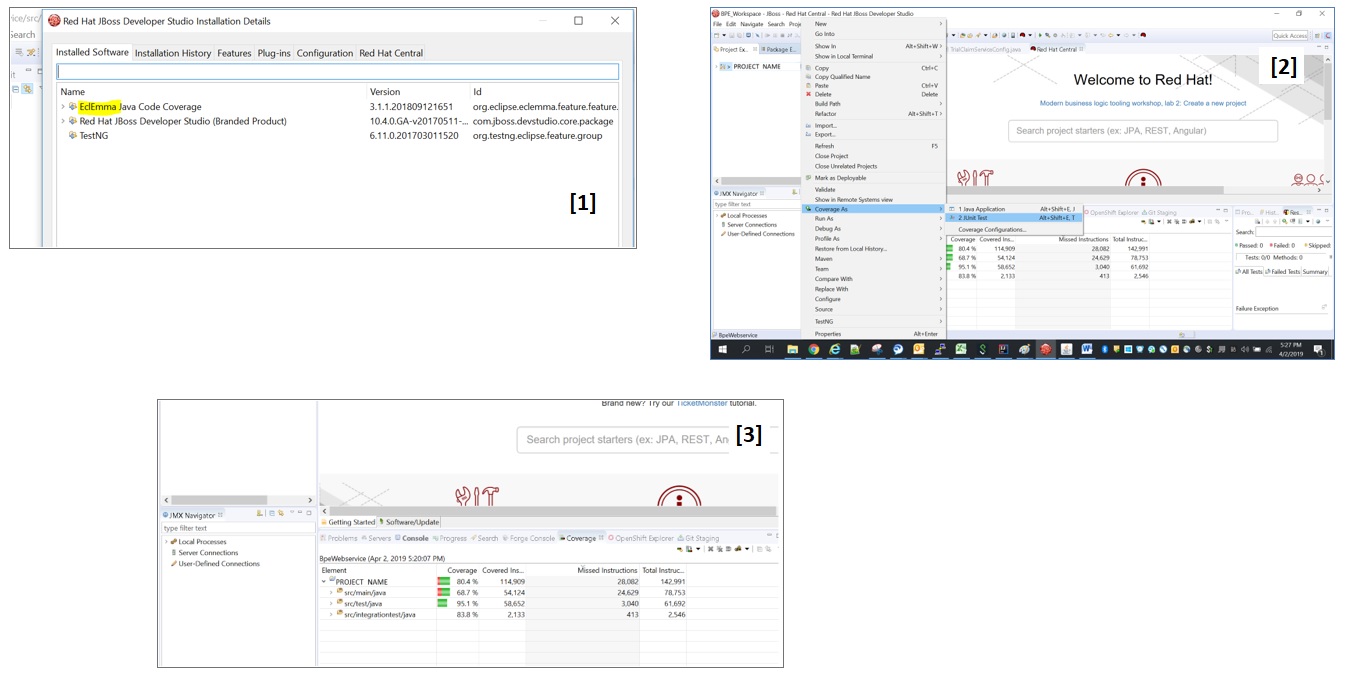 ice/src/
Search
Red Hat JBoss Developer Studio Installation Details
Installed Software Installation History Features Plug-ins Configuration Red Hat Central
Name Version Id
EclEmma Java Code Coverage 3.1.1.201809121651 org.eclipse.eclemma.feature.feature.
Red Hat JBoss Developer Studio (Branded Product) 10.4.0.GA-v20170511-... com.jboss.devstudio.core.package
TestNG 6.11.0.201703011520 org.testng.eclipse.feature.group
[1]
BPE_Workspace - JBoss - Red Hat Central - Red Hat JBoss Developer Studio
File Edit Navigate Search Proje
Quick Access
Project Ex... Package E...
TrialClaimServiceConfig.java Red Hat Central
PROJECT NAME
[2]
Welcome to Red Hat!
Modern business logic tooling workshop, lab 2: Create a new project
Search project starters (ex: JPA, REST, Angular)
New
Go Into
Show In Alt+Shift+W
Show in Local Terminal
Copy Ctrl+C
Copy Qualified Name
Paste Ctrl+V
Delete Delete
Build Path
Refactor Alt+Shift+T
Import...
Export...
Refresh F5
Close Project
Close Unrelated Projects
Mark as Deployable
Validate
Show in Remote Systems view
Coverage As
Run As
Debug As
Profile As
Restore from Local History...
Maven
Team
Compare With
Replace With
Configure
Source
TestNG
Properties Alt+Enter
1 Java Application Alt+Shift+E, J
2 JUnit Test Alt+Shift+E, T
Coverage Configurations...
JMX Navigator
type filter text
Local Processes
Server Connections
User-Defined Connections
OpenShift Explorer Git Staging
Coverage Covered Ins... Missed Instructions Total Instruc...
80.4 % 114,909 28,082 142,991
68.7 % 54,124 24,629 78,753
95.1 % 58,652 3,040 61,692
83.8 % 2,133 413 2,546
Pro... Hist... Res...
Search:
Passed: 0 Failed: 0 Skipped:
Tests: 0/0 Methods: 0
All Tests Failed Tests Summary
Failure Exception
BpeWebservice
5:27 PM
4/2/2019
Brand new? Try our TicketMonster tutorial.
Search project starters (ex: JPA, REST, An
[3]
JMX Navigator
type filter text
Local Processes
Server Connections
User-Defined Connections
Getting Started Software/Update
Problems Servers Console Progress Search Forge Console Coverage OpenShift Explorer Git Staging
BpeWebservice (Apr 2, 2019 5:20:07 PM)
Element Coverage Covered Ins... Missed Instructions Total Instruc...
PROJECT NAME 80.4 % 114,909 28,082 142,991
src/main/java 68.7 % 54,124 24,629 78,753
src/test/java 95.1 % 58,652 3,040 61,692
src/integrationtest/java 83.8 % 2,133 413 2,546